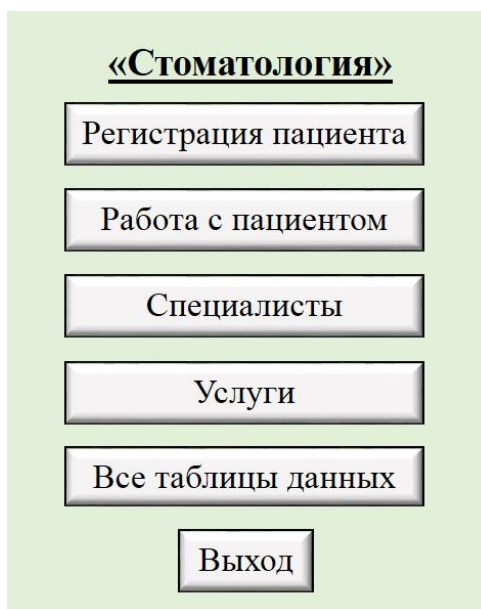 «Стоматология»
Регистрация пациента
Работа с пациентом
Специалисты
Услуги
Все таблицы данных
Выход